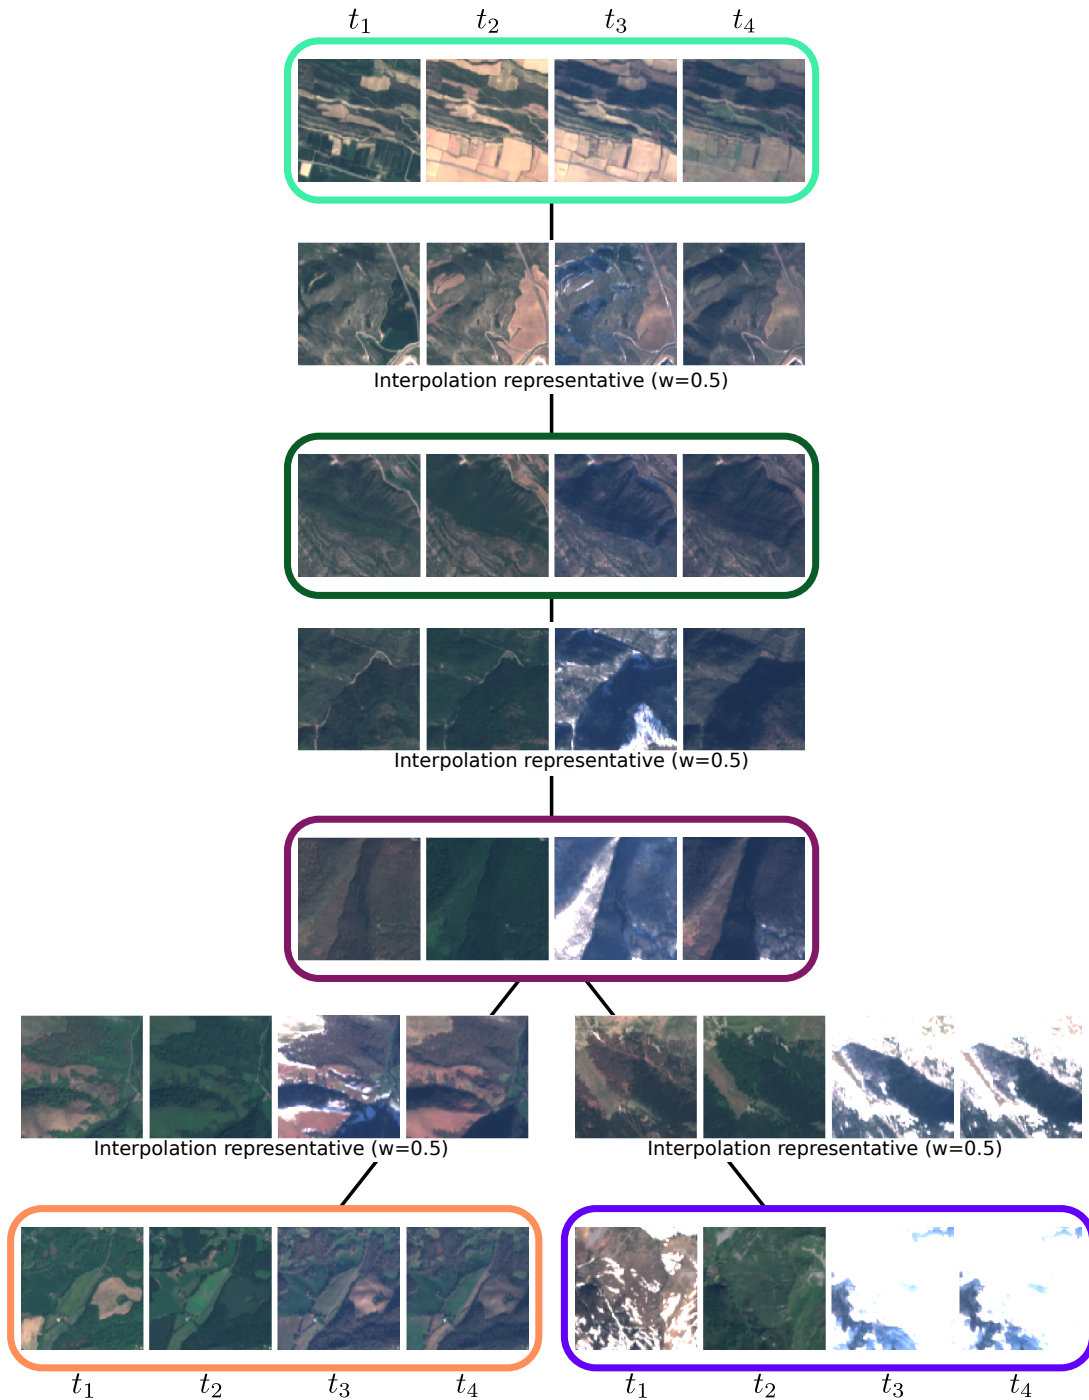 t₁ t₂ t₃ t₄
Interpolation representative (w=0.5)
Interpolation representative (w=0.5)
Interpolation representative (w=0.5) Interpolation representative (w=0.5)
t₁ t₂ t₃ t₄ t₁ t₂ t₃ t₄